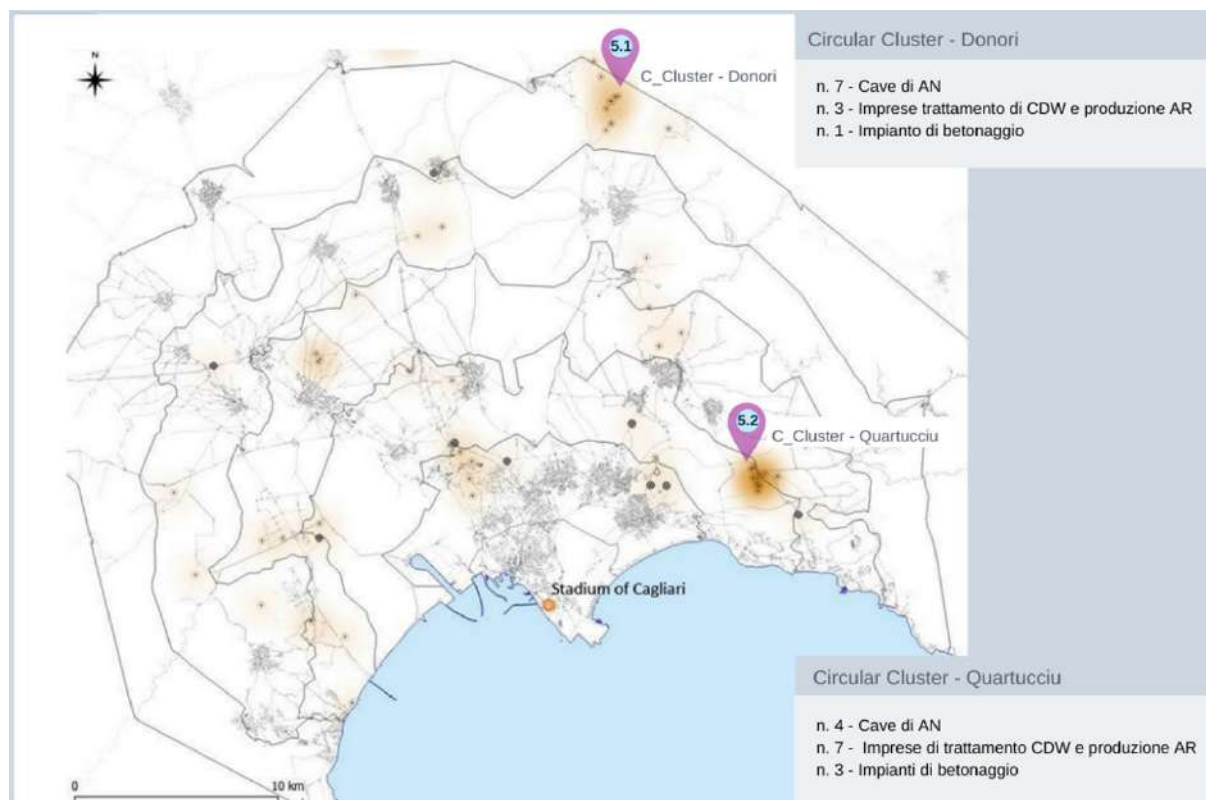 Circular Cluster - Donori
n. 7 - Cave di AN
n. 3 - Imprese trattamento di CDW e produzione AR
n. 1 - Impianto di betonaggio
N
5.1
C_Cluster - Donori
5.2
C_Cluster - Quartucciu
Stadium of Cagliari
Circular Cluster - Quartucciu
n. 4 - Cave di AN
n. 7 - Imprese di trattamento CDW e produzione AR
n. 3 - Impianti di betonaggio
0 10 km